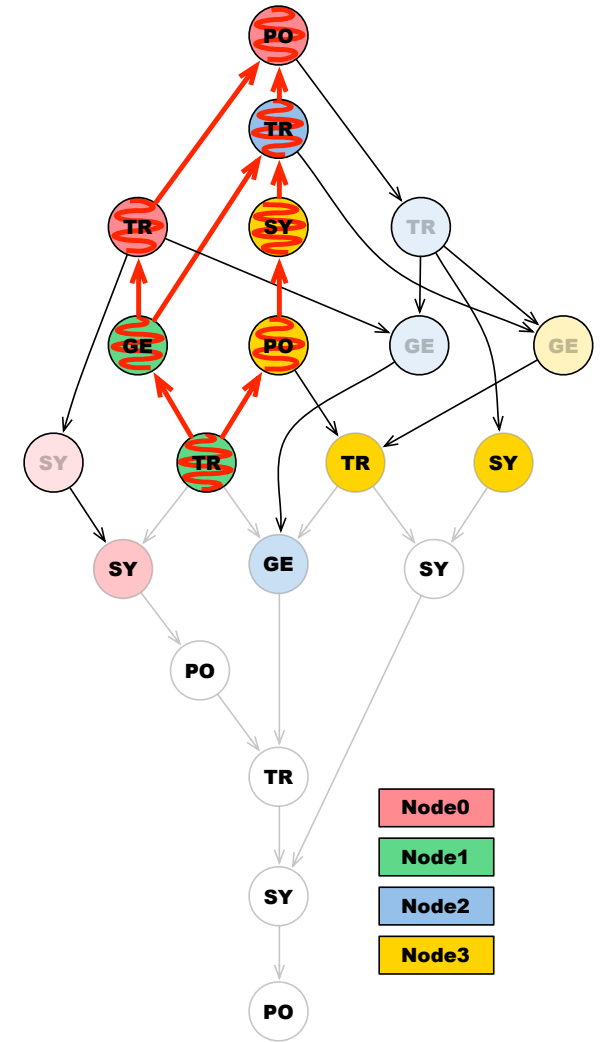 PO
TR
TR SY TR
GE PO GE GE
SY TR TR SY
SY GE SY
PO
TR
Node0
Node1
SY Node2
Node3
PO